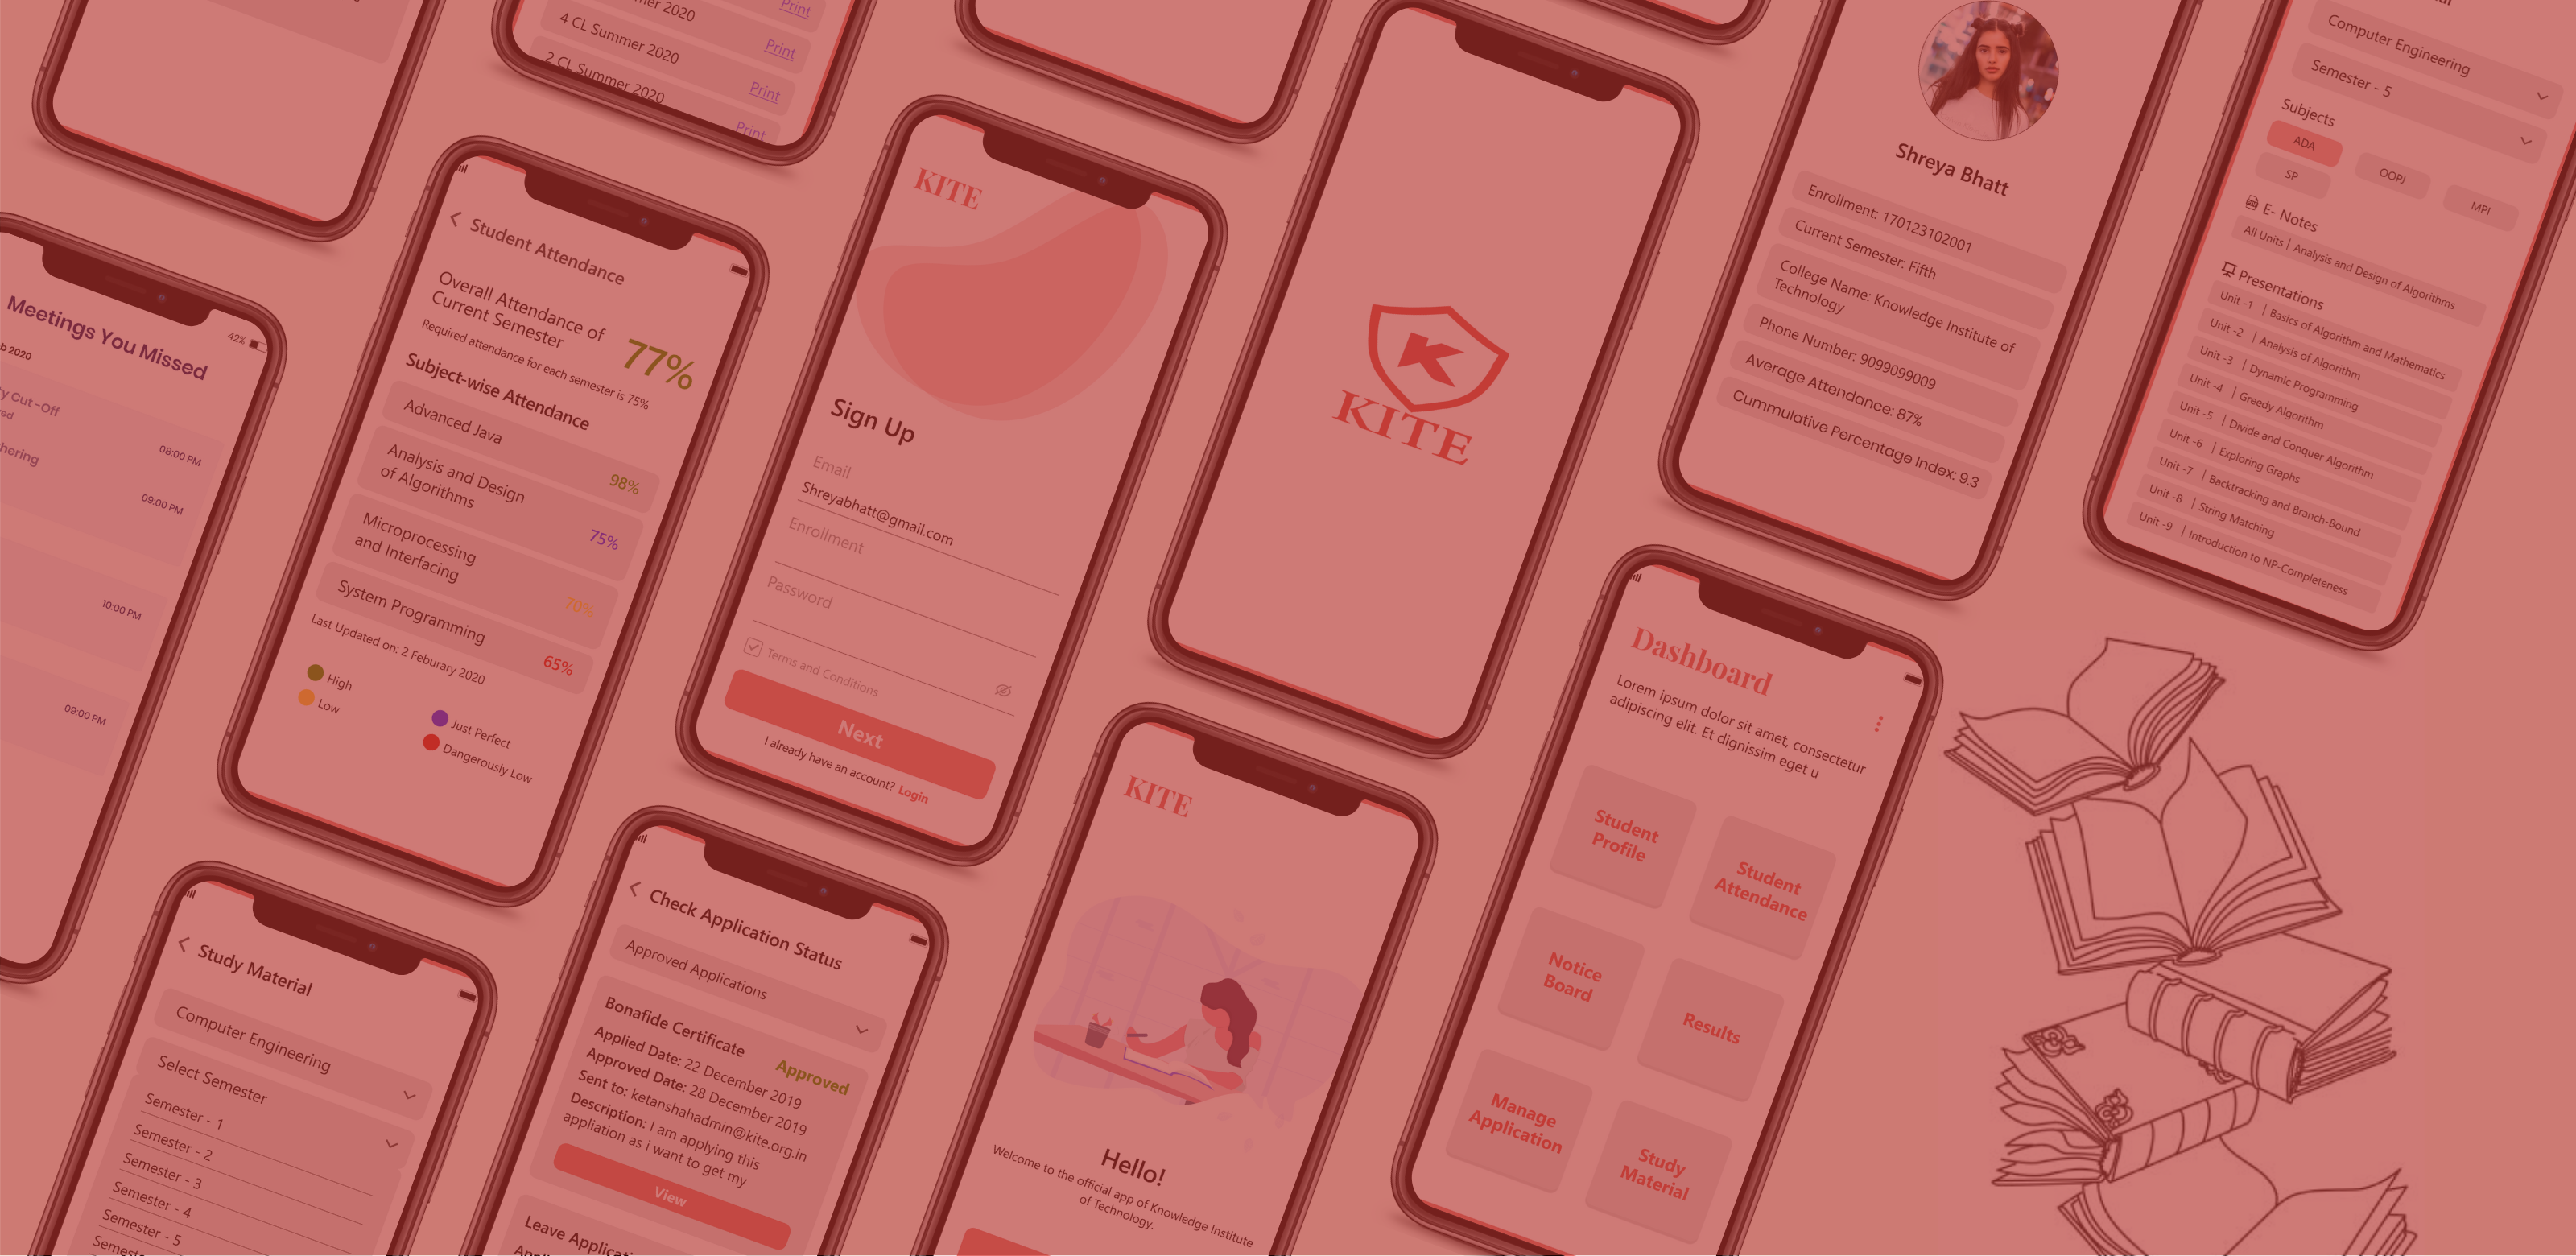 mer 2020
Print
4 CL Summer 2020
Print
2 CL Summer 2020
Print
Print
42%
Meetings You Missed
b 2020
ty Cut-Off
red
08:00 PM
hering
09:00 PM
10:00 PM
09:00 PM
Student Attendance
Overall Attendance of
Current Semester
77%
Required attendance for each semester is 75%
Subject-wise Attendance
Advanced Java
98%
Analysis and Design
of Algorithms
75%
Microprocessing
and Interfacing
70%
System Programming
65%
Last Updated on: 2 Feburary 2020
High
Low
Just Perfect
Dangerously Low
KITE
Sign Up
Email
Shreyabhatt@gmail.com
Enrollment
Password
Terms and Conditions
Next
I already have an account? Login
K
KITE
Shreya Bhatt
Enrollment: 170123102001
Current Semester: Fifth
College Name: Knowledge Institute of
Technology
Phone Number: 9099099009
Average Attendance: 87%
Cummulative Percentage Index: 9.3
Computer Engineering
Semester - 5
Subjects
ADA
OOPJ
MPI
SP
E- Notes
All Units | Analysis and Design of Algorithms
Presentations
Unit -1 | Basics of Algorithm and Mathematics
Unit -2 | Analysis of Algorithm
Unit -3 | Dynamic Programming
Unit -4 | Greedy Algorithm
Unit -5 | Divide and Conquer Algorithm
Unit -6 | Exploring Graphs
Unit -7 | Backtracking and Branch-Bound
Unit -8 | String Matching
Unit -9 | Introduction to NP-Completeness
Study Material
Computer Engineering
Select Semester
Semester - 1
Semester - 2
Semester - 3
Semester - 4
Semester - 5
Semest
Check Application Status
Approved Applications
Bonafide Certificate
Approved
Applied Date: 22 December 2019
Approved Date: 28 December 2019
Sent to: ketanshahadmin@kite.org.in
Description: I am applying this
appliation as i want to get my
View
Leave Applicati
KITE
Hello!
Welcome to the official app of Knowledge Institute
of Technology.
Dashboard
Lorem ipsum dolor sit amet, consectetur
adipiscing elit. Et dignissim eget u
Student
Profile
Student
Attendance
Notice
Board
Results
Manage
Application
Study
Material